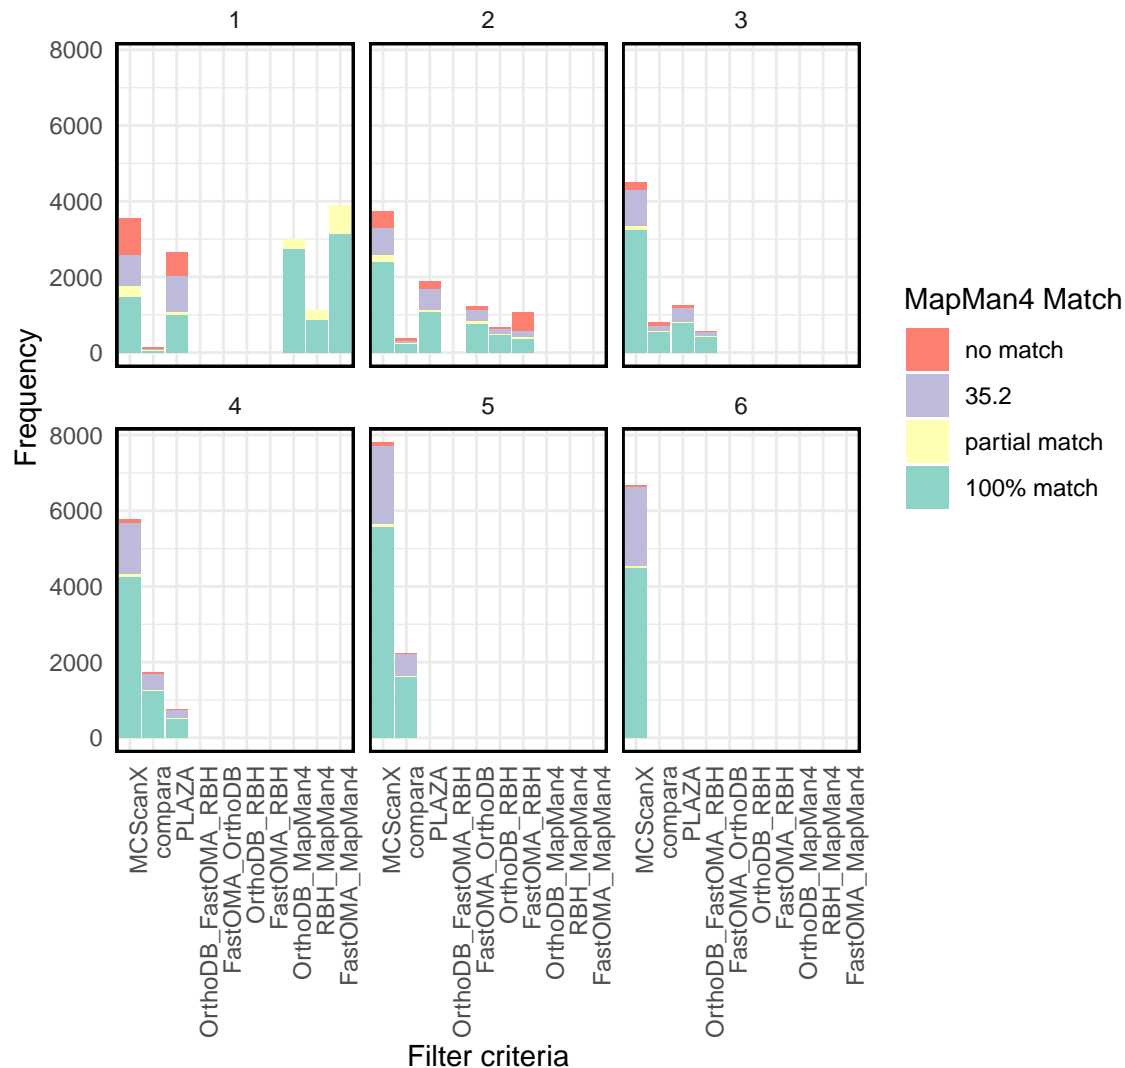 1
2
3
8000
6000
4000
2000
0
4
5
6
8000
6000
4000
2000
0
Frequency
MCScanX
compara
PLAZA
OrthoDB_FastOMA_RBH
FastOMA_OrthoDB
OrthoDB_RBH
FastOMA_RBH
OrthoDB_MapMan4
RBH_MapMan4
FastOMA_MapMan4
MCScanX
compara
PLAZA
OrthoDB_FastOMA_RBH
FastOMA_OrthoDB
OrthoDB_RBH
FastOMA_RBH
OrthoDB_MapMan4
RBH_MapMan4
FastOMA_MapMan4
MCScanX
compara
PLAZA
OrthoDB_FastOMA_RBH
FastOMA_OrthoDB
OrthoDB_RBH
FastOMA_RBH
OrthoDB_MapMan4
RBH_MapMan4
FastOMA_MapMan4
Filter criteria
MapMan4 Match
no match
35.2
partial match
100% match